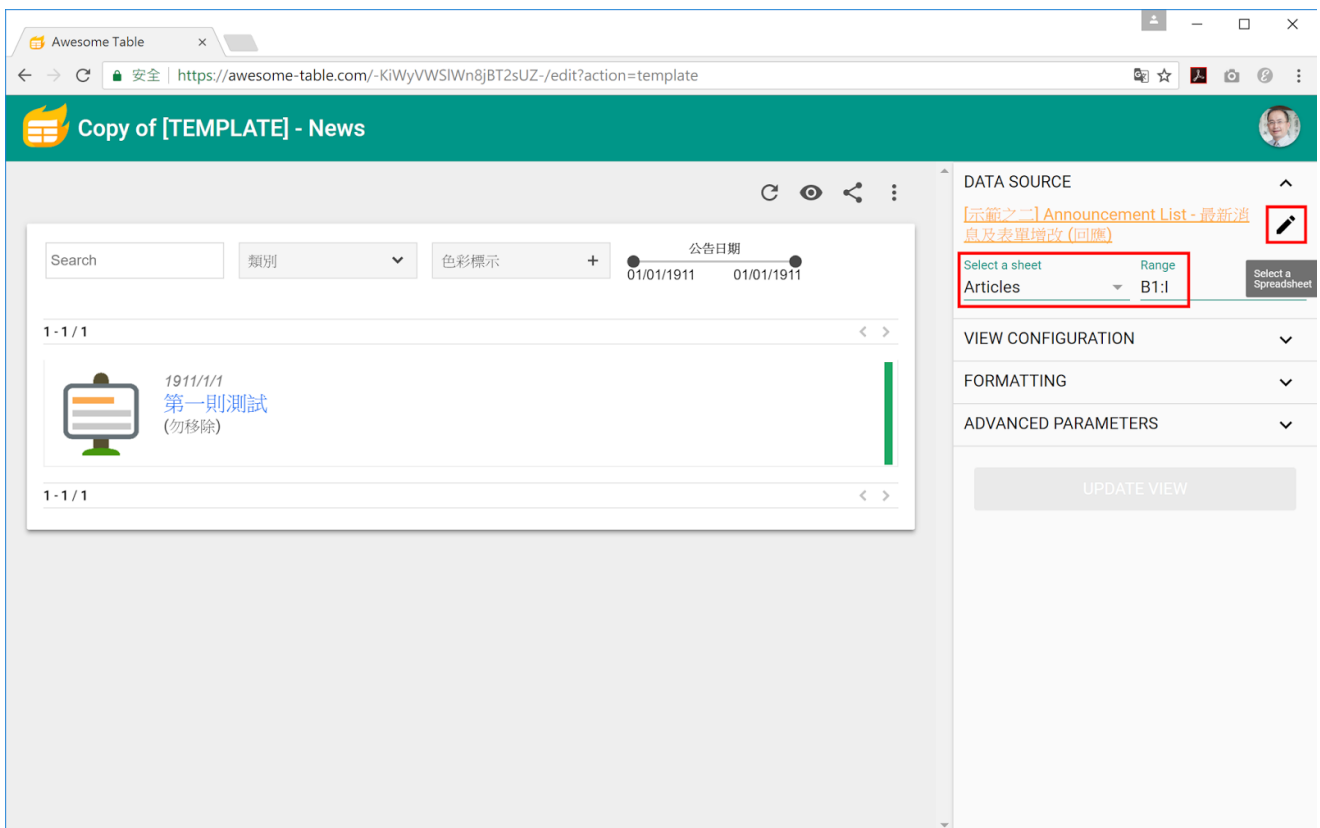 Awesome Table
安全 | https://awesome-table.com/-KiWyVWSlWn8jBT2sUZ-/edit?action=template
Copy of [TEMPLATE] - News
DATA SOURCE
[示範之二] Announcement List - 最新消
息及表單增改 (回應)
Select a sheet
Range
Articles
B1:I
Select a
Spreadsheet
VIEW CONFIGURATION
FORMATTING
ADVANCED PARAMETERS
UPDATE VIEW
Search
類別
色彩標示
公告日期
01/01/1911
01/01/1911
1 - 1 / 1
1911/1/1
第一則測試
(勿移除)
1 - 1 / 1